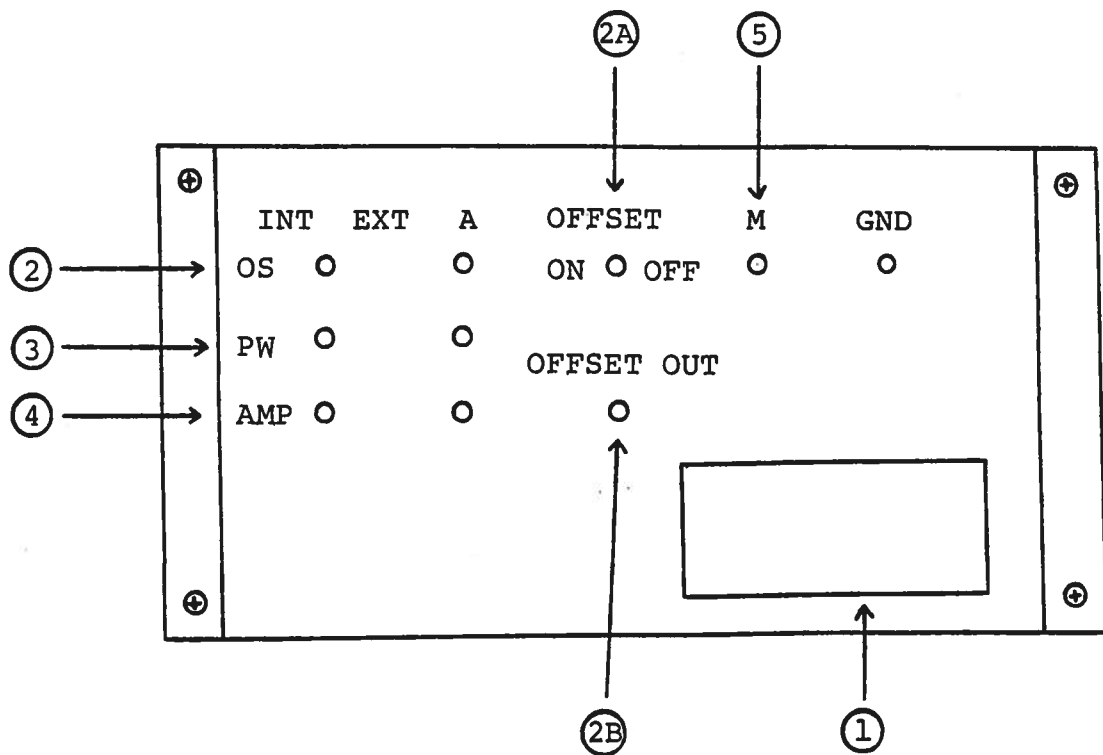 2A 5
INT EXT A OFFSET M GND
2 OS ON OFF
3 PW
OFFSET OUT
4 AMP
2B 1